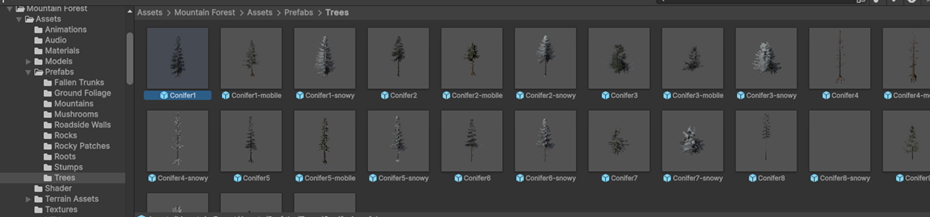 Mountain Forest
Assets > Mountain Forest > Assets > Prefabs > Trees
Assets
Animations
Audio
Materials
Models
Prefabs
Fallen Trunks
Ground Foliage
Mountains
Mushrooms
Roadside Walls
Rocks
Rocky Patches
Roots
Stumps
Trees
Shader
Terrain Assets
Textures
Conifer1 Conifer1-mobile Conifer1-snowy Conifer2 Conifer2-mobile Conifer2-snowy Conifer3 Conifer3-mobile Conifer3-snowy Conifer4 Conifer4-m
Conifer4-snowy Conifer5 Conifer5-mobile Conifer5-snowy Conifer6 Conifer6-snowy Conifer7 Conifer7-snowy Conifer8 Conifer8-snowy